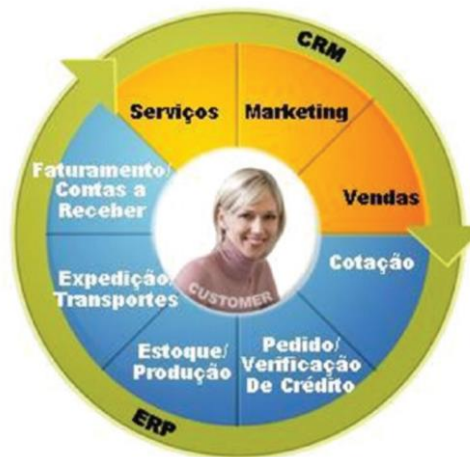 CRM
Serviços
Marketing
Vendas
Faturamento/
Contas a
Receber
Cotação
Expedição/
Transportes
CUSTOMER
Estoque/
Produção
Pedido/
Verificação
De Crédito
ERP